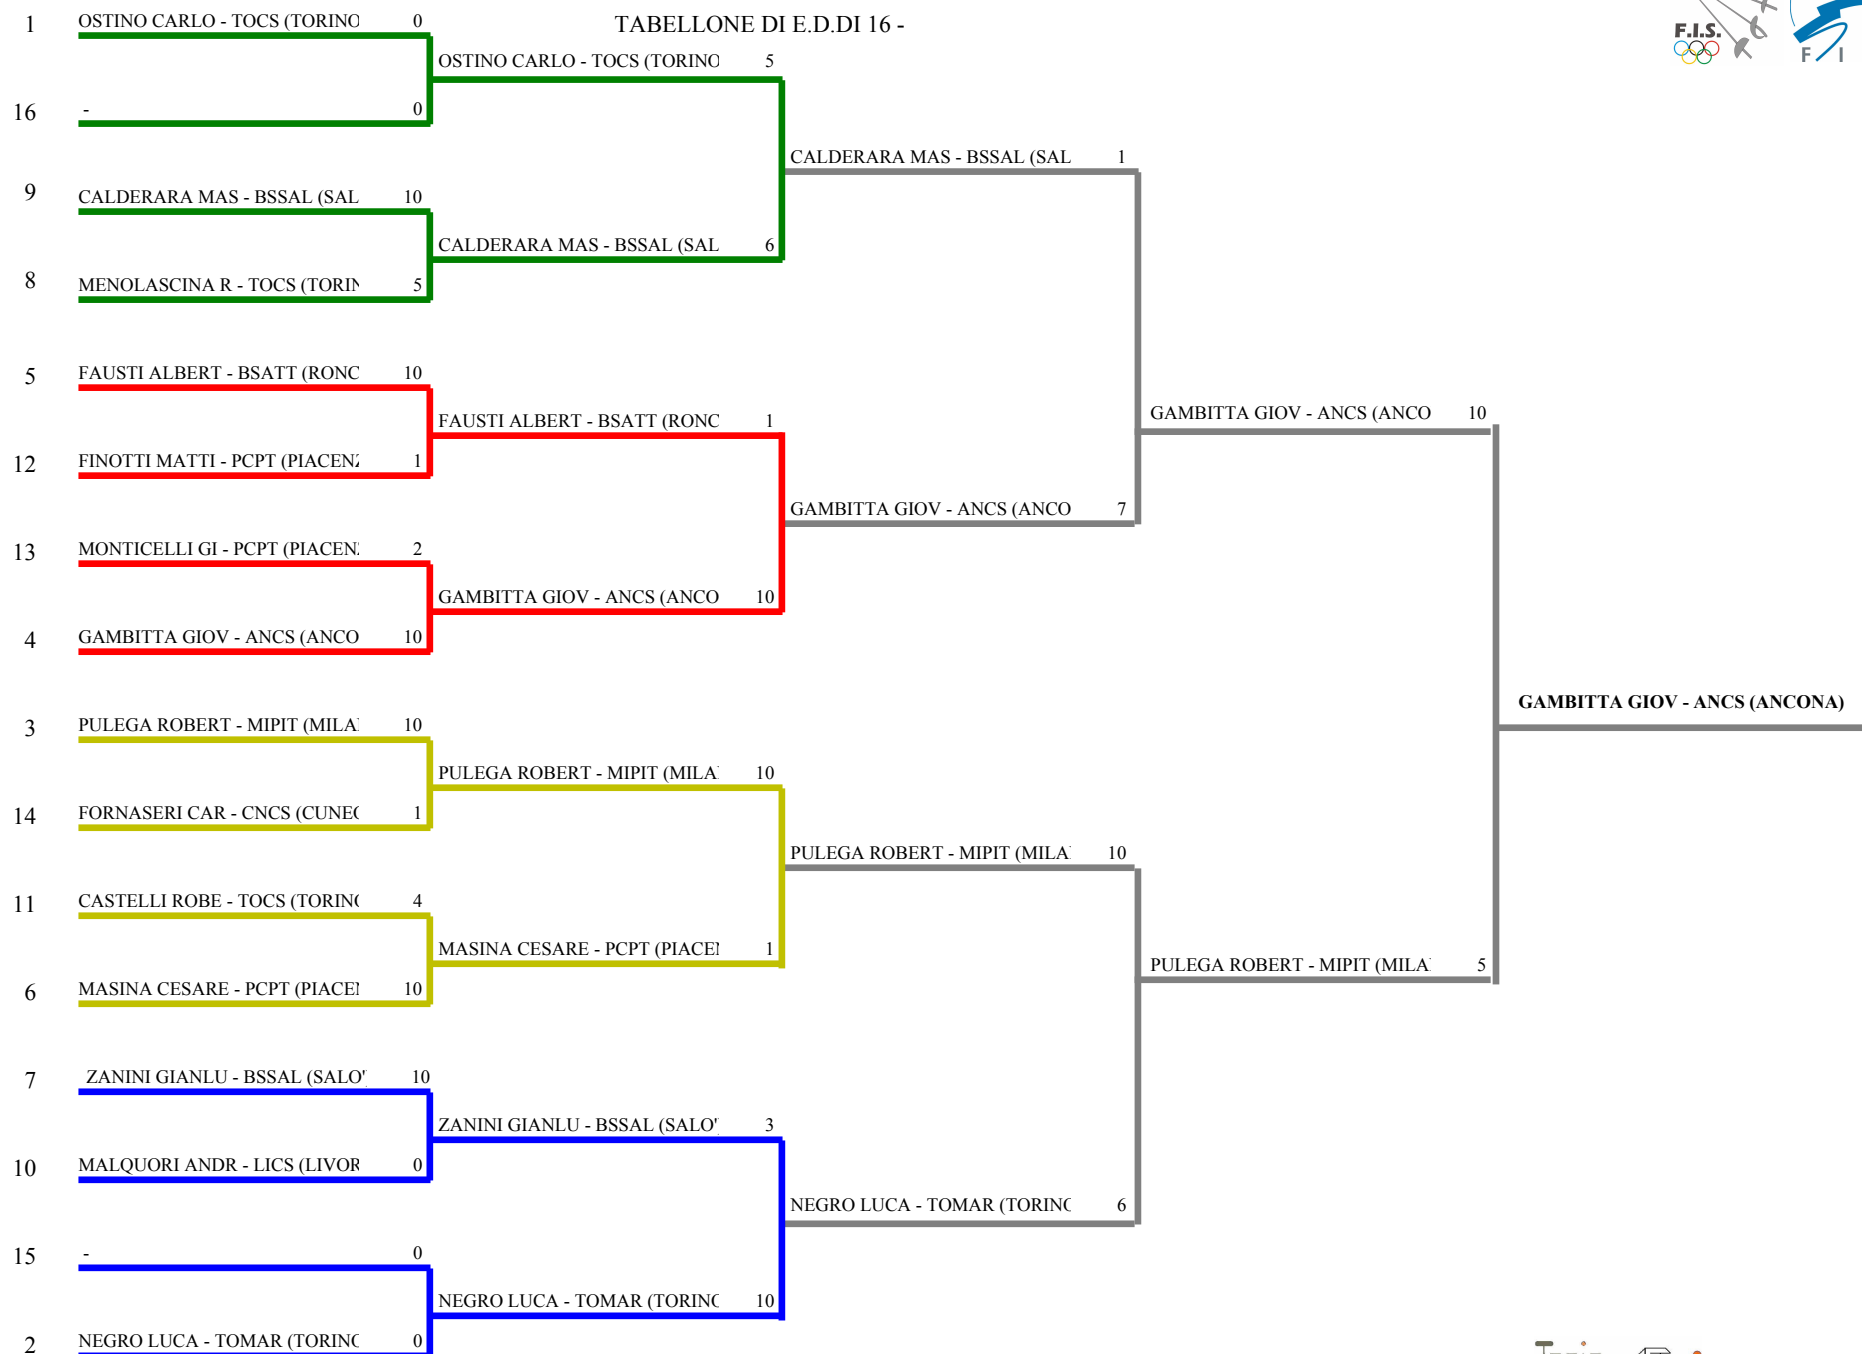 TABELLONE DI E.D.DI 16 -
F.I.S.
F I
1 OSTINO CARLO - TOCS (TORINO 0
OSTINO CARLO - TOCS (TORINO 5
16 - 0
CALDERARA MAS - BSSAL (SAL 1
9 CALDERARA MAS - BSSAL (SAL 10
CALDERARA MAS - BSSAL (SAL 6
8 MENOLASCINA R - TOCS (TORIN 5
5 FAUSTI ALBERT - BSATT (RONC 10
GAMBITTA GIOV - ANCS (ANCO 10
FAUSTI ALBERT - BSATT (RONC 1
12 FINOTTI MATTI - PCPT (PIACENZ 1
GAMBITTA GIOV - ANCS (ANCO 7
13 MONTICELLI GI - PCPT (PIACEN 2
GAMBITTA GIOV - ANCS (ANCO 10
4 GAMBITTA GIOV - ANCS (ANCO 10
GAMBITTA GIOV - ANCS (ANCONA)
3 PULEGA ROBERT - MIPIT (MILA 10
PULEGA ROBERT - MIPIT (MILA 10
14 FORNASERI CAR - CNCS (CUNEO 1
PULEGA ROBERT - MIPIT (MILA 10
11 CASTELLI ROBE - TOCS (TORINO 4
MASINA CESARE - PCPT (PIACEN 1
PULEGA ROBERT - MIPIT (MILA 5
6 MASINA CESARE - PCPT (PIACEN 10
7 ZANINI GIANLU - BSSAL (SALO' 10
ZANINI GIANLU - BSSAL (SALO' 3
10 MALQUORI ANDR - LICS (LIVOR 0
NEGRO LUCA - TOMAR (TORINO 6
15 - 0
NEGRO LUCA - TOMAR (TORINO 10
2 NEGRO LUCA - TOMAR (TORINO 0